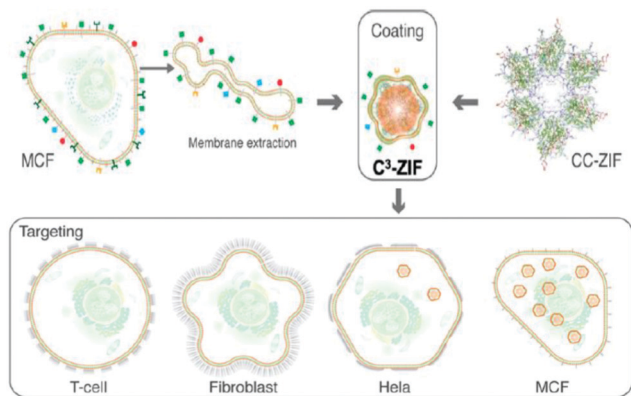 Coating
MCF
Membrane extraction
C³-ZIF
CC-ZIF
Targeting
T-cell
Fibroblast
Hela
MCF